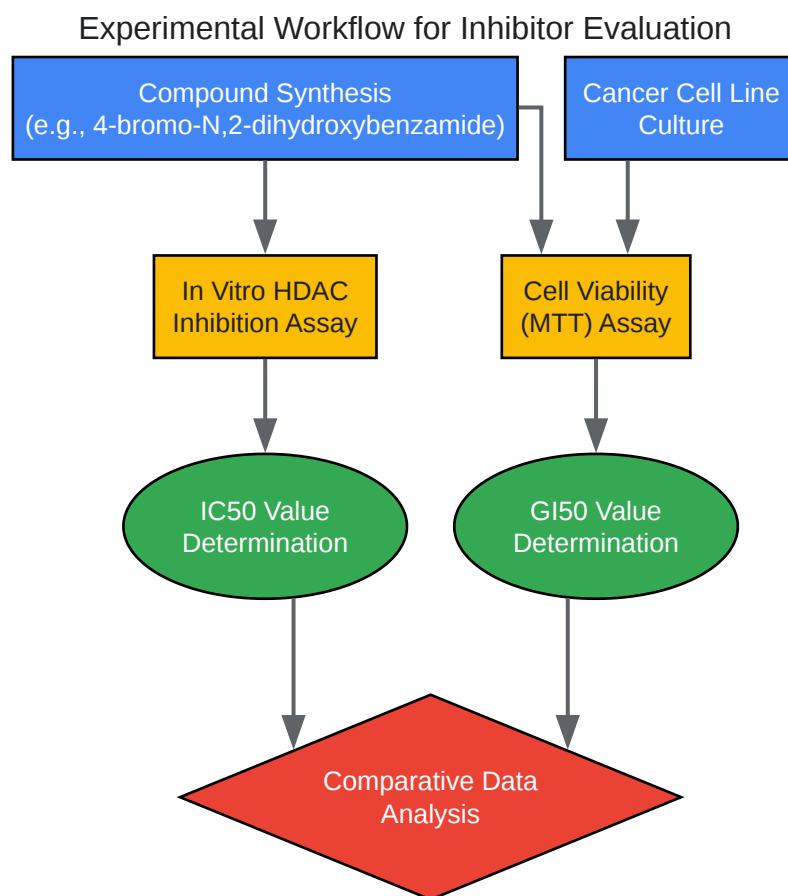 Experimental Workflow for Inhibitor Evaluation
Compound Synthesis
(e.g., 4-bromo-N,2-dihydroxybenzamide)
Cancer Cell Line
Culture
In Vitro HDAC
Inhibition Assay
Cell Viability
(MTT) Assay
IC50 Value
Determination
GI50 Value
Determination
Comparative Data
Analysis